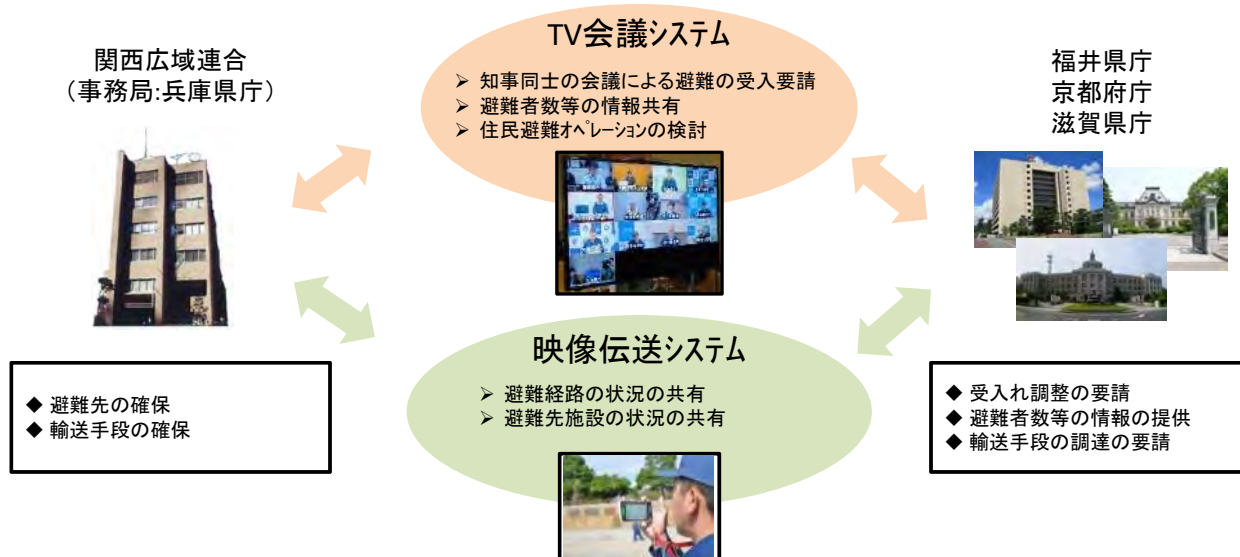 関西広域連合
（事務局:兵庫県庁）
TV会議システム
➢ 知事同士の会議による避難の受入要請
➢ 避難者数等の情報共有
➢ 住民避難ｵﾍﾟﾚｰｼｮﾝの検討
福井県庁
京都府庁
滋賀県庁
◆ 避難先の確保
◆ 輸送手段の確保
映像伝送システム
➢ 避難経路の状況の共有
➢ 避難先施設の状況の共有
◆ 受入れ調整の要請
◆ 避難者数等の情報の提供
◆ 輸送手段の調達の要請